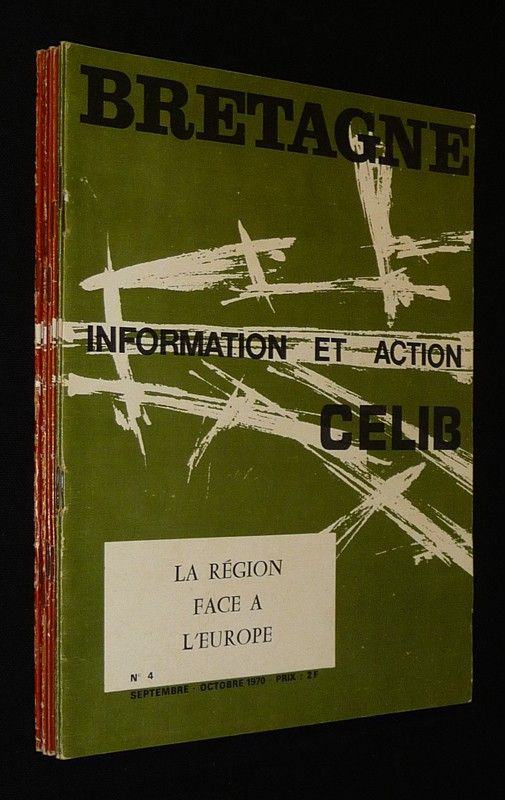 BRETAGNE
INFORMATION ET ACTION
CELIB
LA RÉGION
FACE A
L'EUROPE
N° 4
SEPTEMBRE - OCTOBRE 1970 - PRIX : 2 F